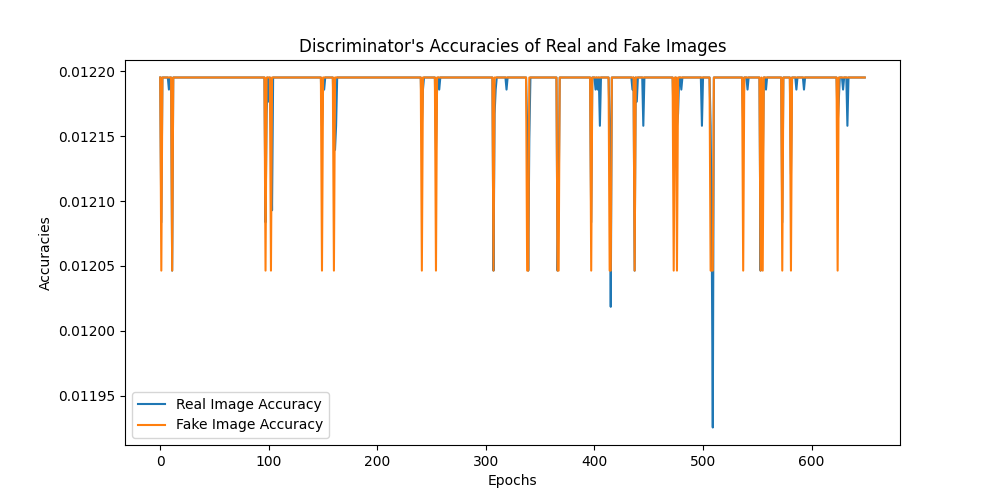 Discriminator's Accuracies of Real and Fake Images
0.01220
0.01215
0.01210
0.01205
0.01200
0.01195
Accuracies
Real Image Accuracy
Fake Image Accuracy
0 100 200 300 400 500 600
Epochs